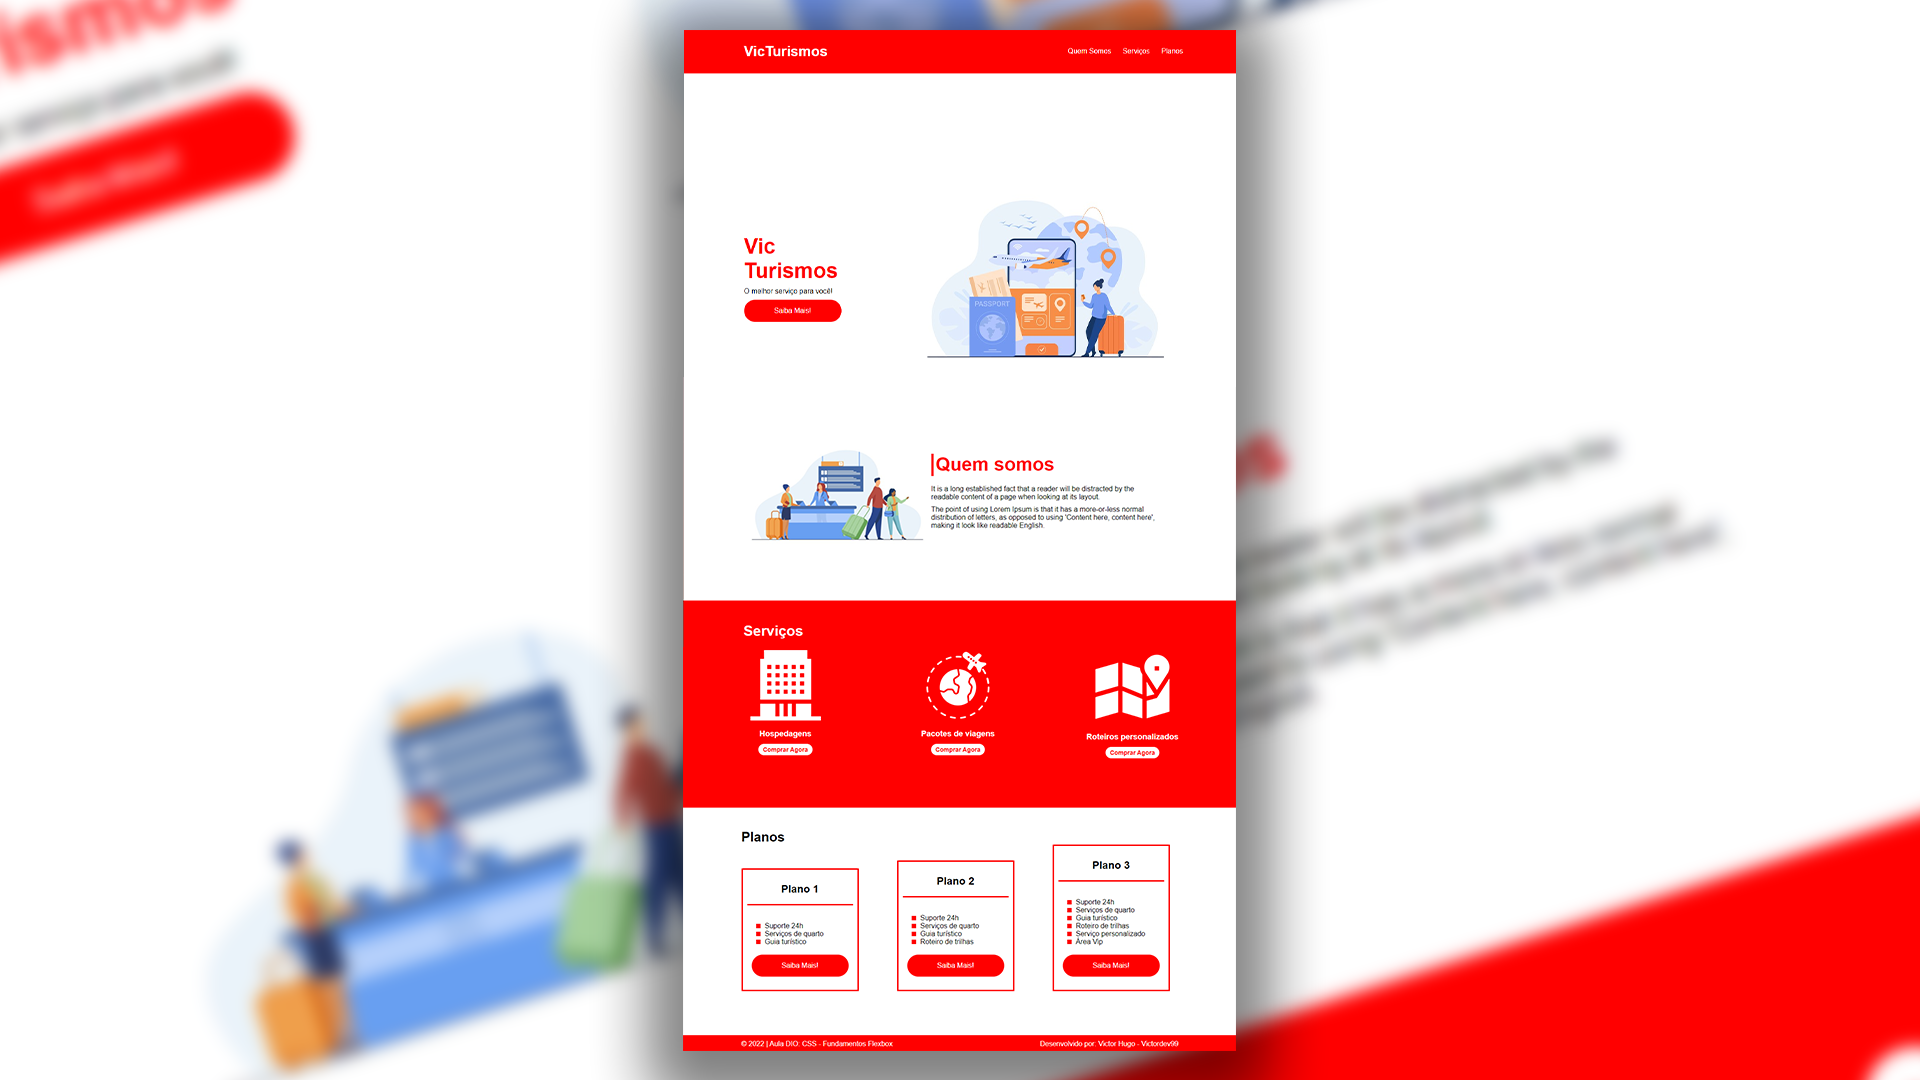 VicTurismos
Quem Somos Serviços Planos
Vic
Turismos
O melhor serviço para você!
Saiba Mais!
PASSPORT
Quem somos
It is a long established fact that a reader will be distracted by the
readable content of a page when looking at its layout.
The point of using Lorem Ipsum is that it has a more-or-less normal
distribution of letters, as opposed to using 'Content here, content here',
making it look like readable English.
Serviços
Hospedagens
Comprar Agora
Pacotes de viagens
Comprar Agora
Roteiros personalizados
Comprar Agora
Planos
Plano 1
Suporte 24h
Serviços de quarto
Guia turístico
Saiba Mais!
Plano 2
Suporte 24h
Serviços de quarto
Guia turístico
Roteiro de trilhas
Saiba Mais!
Plano 3
Suporte 24h
Serviços de quarto
Guia turístico
Roteiro de trilhas
Serviço personalizado
Área Vip
Saiba Mais!
© 2022 | Aula DIO: CSS - Fundamentos Flexbox
Desenvolvido por: Victor Hugo - Victordev99